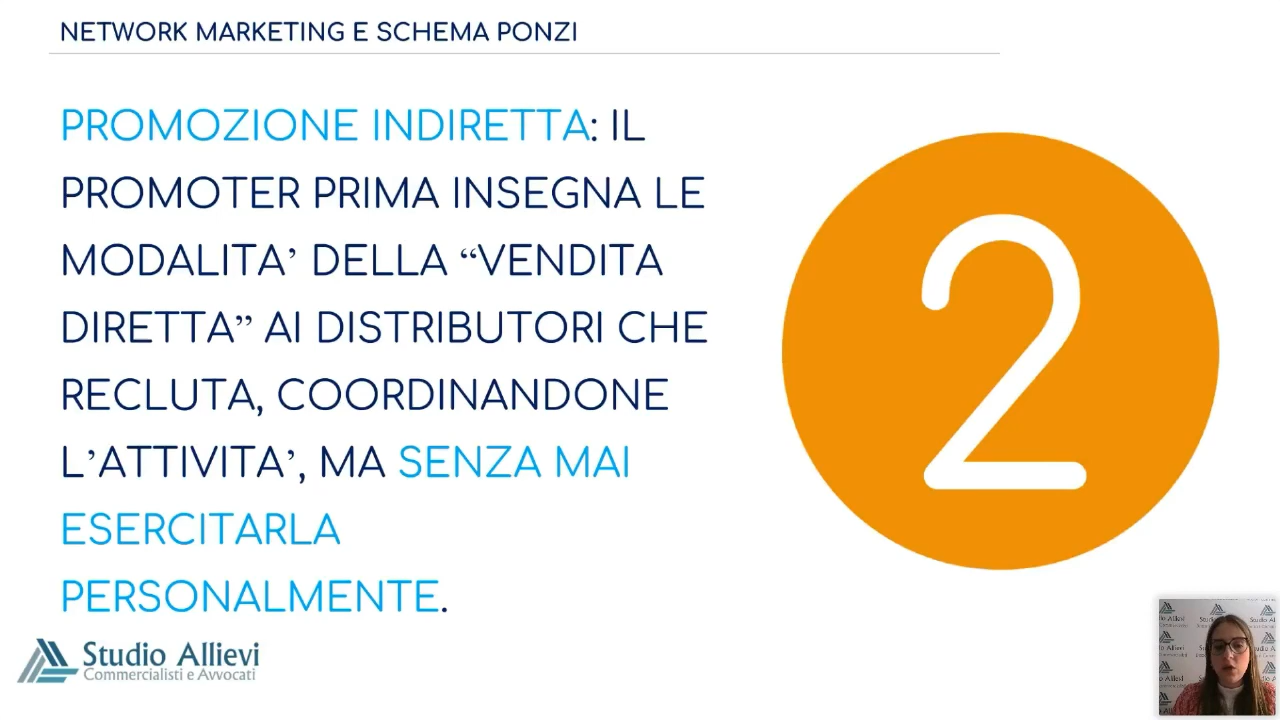 NETWORK MARKETING E SCHEMA PONZI
PROMOZIONE INDIRETTA: IL
PROMOTER PRIMA INSEGNA LE
MODALITA’ DELLA “VENDITA
DIRETTA” AI DISTRIBUTORI CHE
RECLUTA, COORDINANDONE
L’ATTIVITA’, MA SENZA MAI
ESERCITARLA
PERSONALMENTE.
2
Studio Allievi
Commercialisti e Avvocati